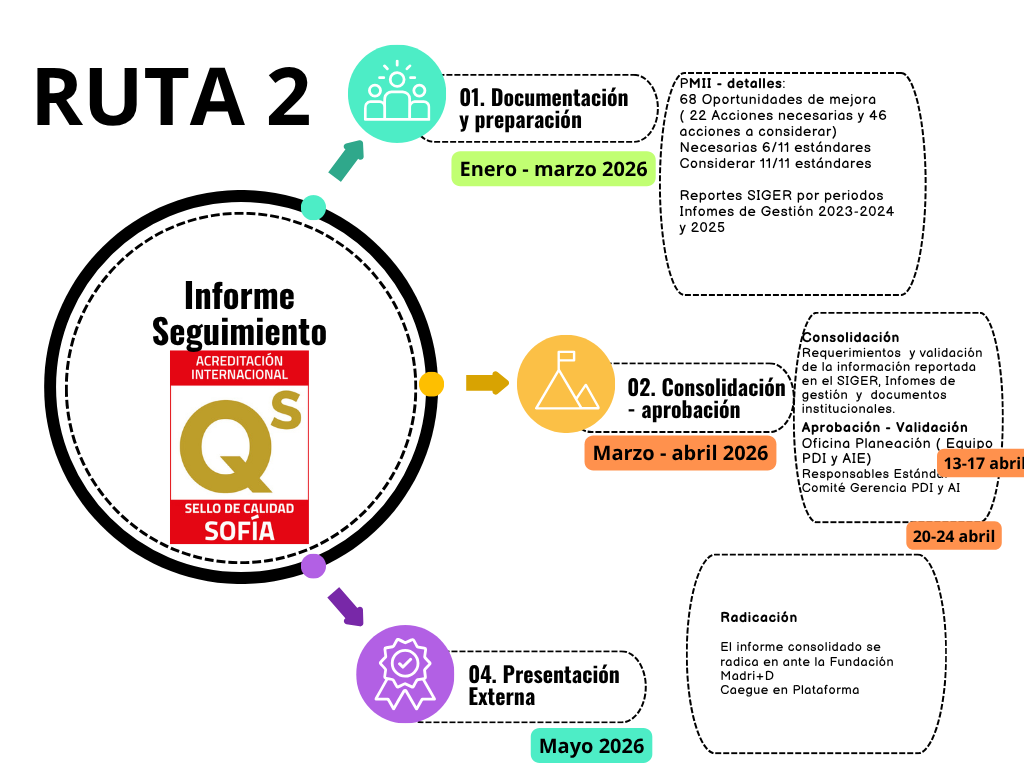 RUTA 2
01. Documentación
y preparación
Enero - marzo 2026
PMII - detalles:
68 Oportunidades de mejora
( 22 Acciones necesarias y 46
acciones a considerar)
Necesarias 6/11 estándares
Considerar 11/11 estándares
Reportes SIGER por periodos
Infomes de Gestión 2023-2024
y 2025
Informe
Seguimiento
ACREDITACIÓN
INTERNACIONAL
QS
SELLO DE CALIDAD
SOFÍA
02. Consolidación
- aprobación
Marzo - abril 2026
Consolidación
Requerimientos y validación
de la información reportada
en el SIGER, Infomes de
gestión y documentos
institucionales.
Aprobación - Validación
Oficina Planeación ( Equipo
PDI y AIE)
13-17 abril
Responsables
Comité Gerencia PDI y AI
20-24 abril
04. Presentación
Externa
Mayo 2026
Radicación
El informe consolidado se
radica en ante la Fundación
Madri+D
Caegue en Plataforma